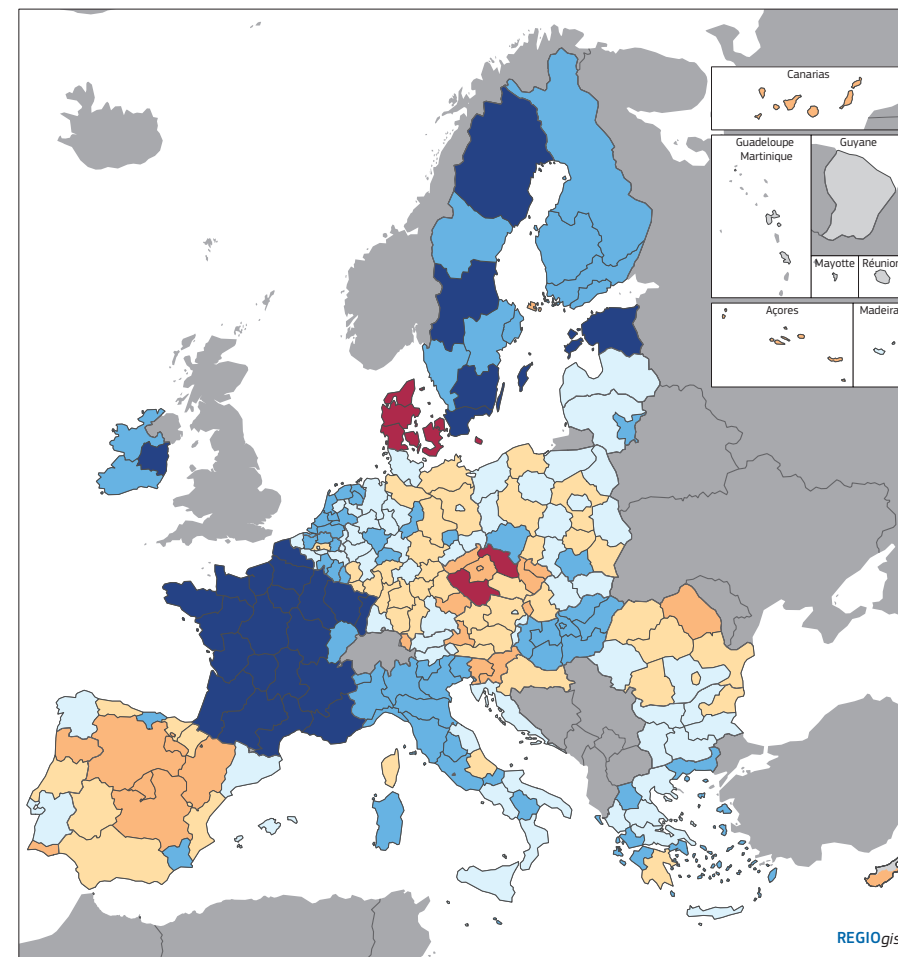 Canarias
Guadeloupe
Martinique
Guyane
Mayotte
Réunion
Açores
Madeira
REGIOgis